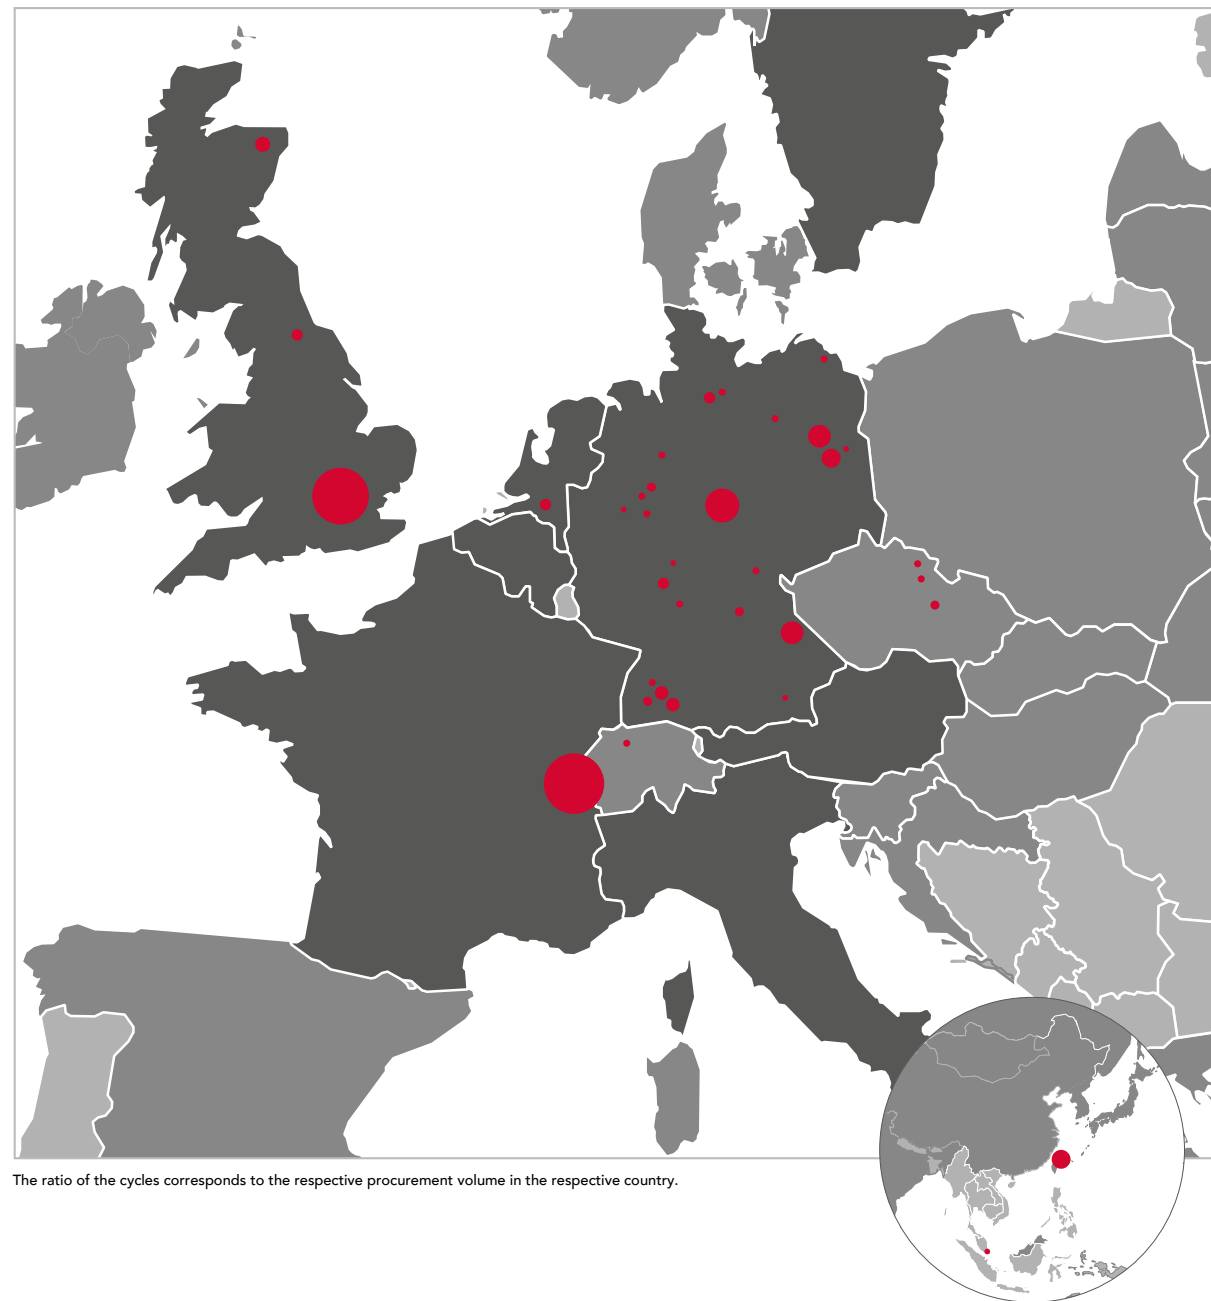 The ratio of the cycles corresponds to the respective procurement volume in the respective country.